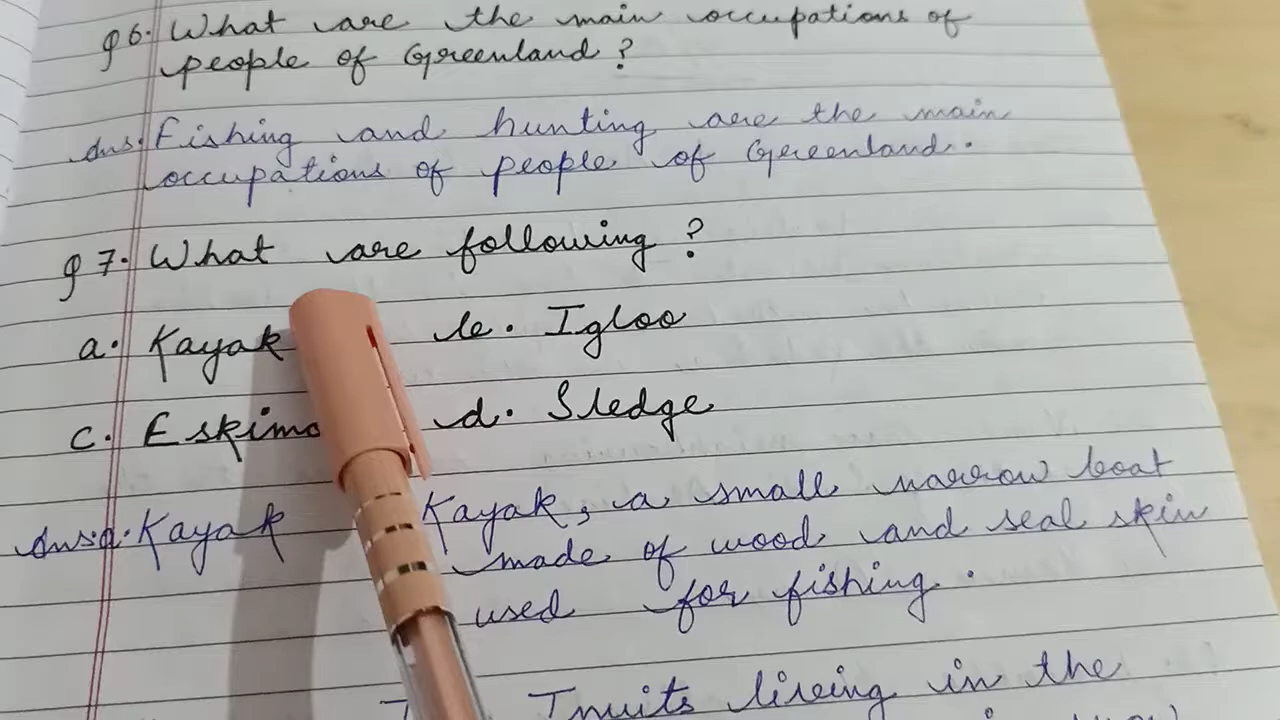 Q6. What are the main occupations of
people of Greenland ?
Ans. Fishing and hunting are the main
occupations of people of Greenland.
Q7. What are following ?
a. Kayak b. Igloo
c. Eskimo d. Sledge
Ans.a. Kayak Kayak, a small narrow boat
made of wood and seal skin
used for fishing.
Inuits living in the